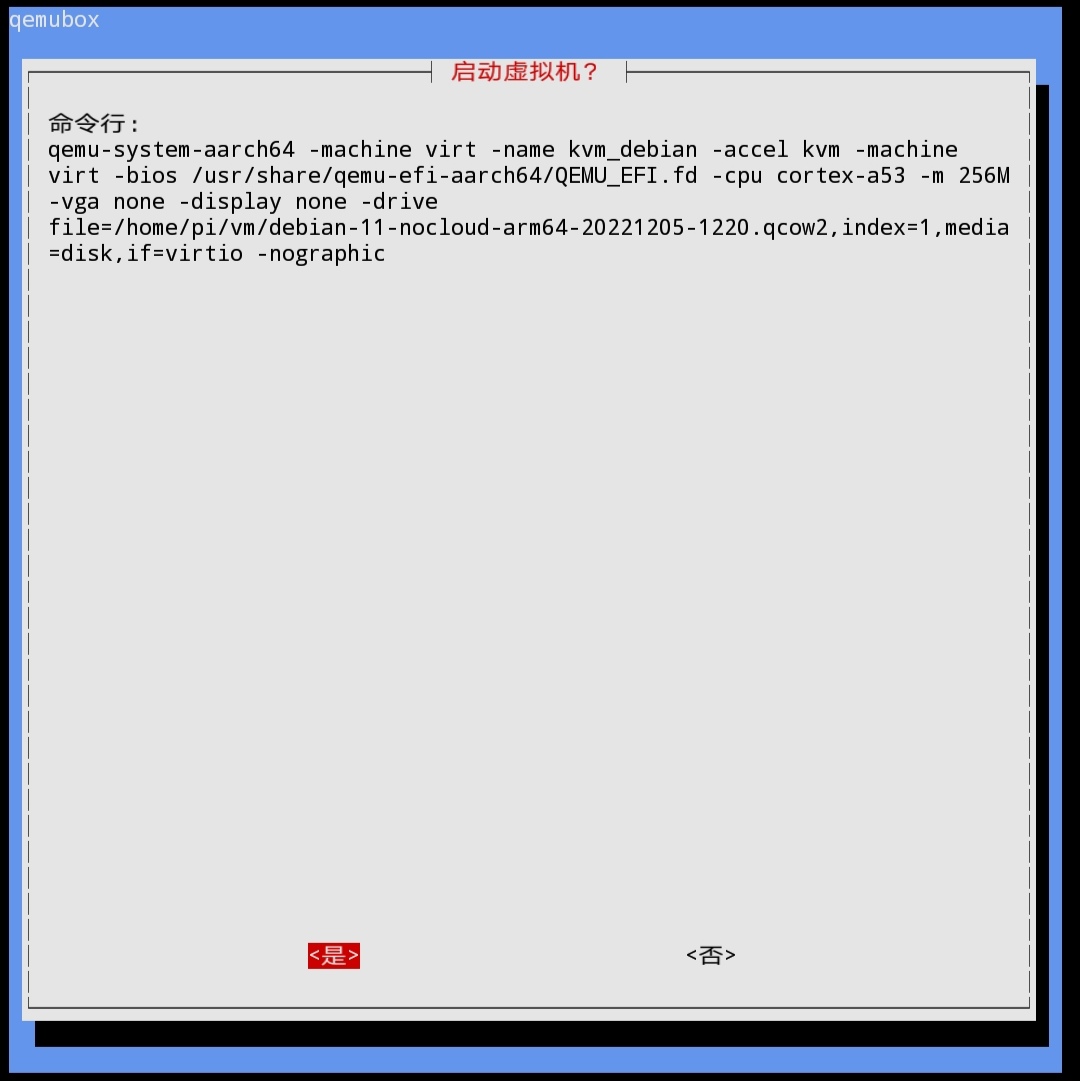 qemubox
启动虚拟机？
命令行：
qemu-system-aarch64 -machine virt -name kvm_debian -accel kvm -machine
virt -bios /usr/share/qemu-efi-aarch64/QEMU_EFI.fd -cpu cortex-a53 -m 256M
-vga none -display none -drive
file=/home/pi/vm/debian-11-nocloud-arm64-20221205-1220.qcow2,index=1,media
=disk,if=virtio -nographic
<是> <否>